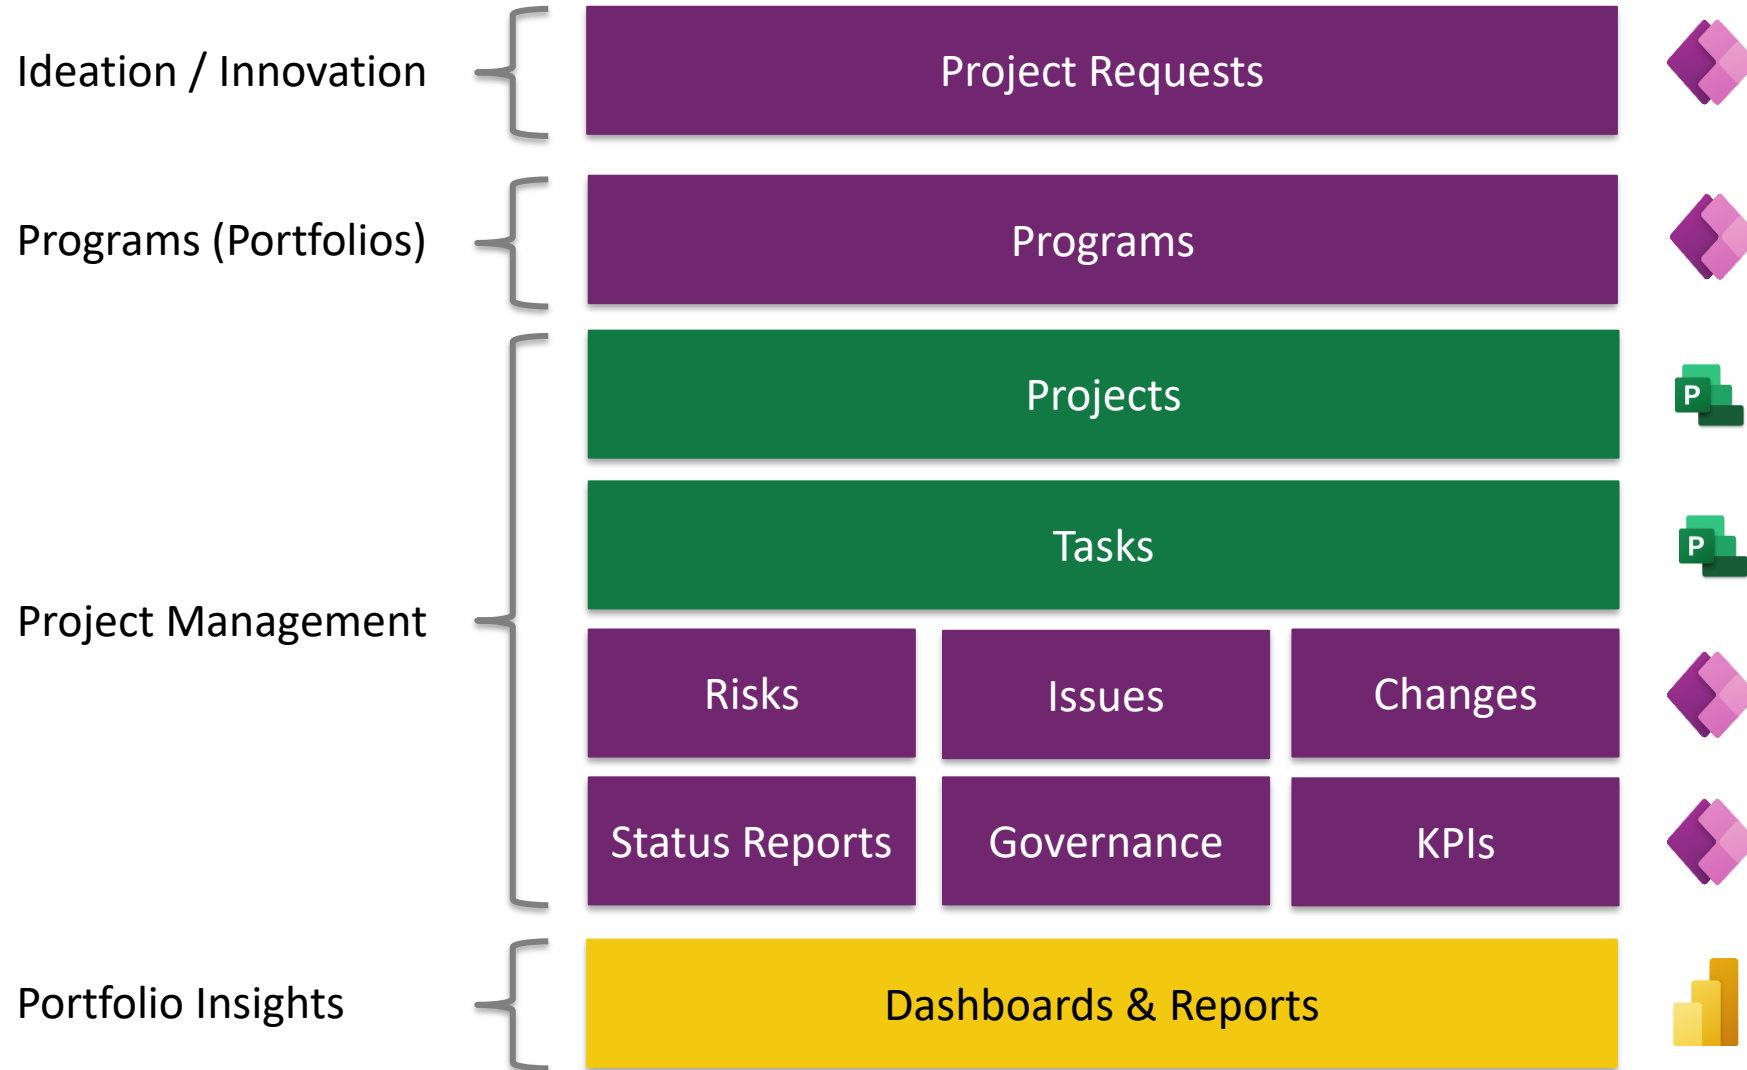 Ideation / Innovation
Project Requests
Programs (Portfolios)
Programs
Projects
P
Tasks
P
Project Management
Risks
Issues
Changes
Status Reports
Governance
KPIs
Portfolio Insights
Dashboards & Reports